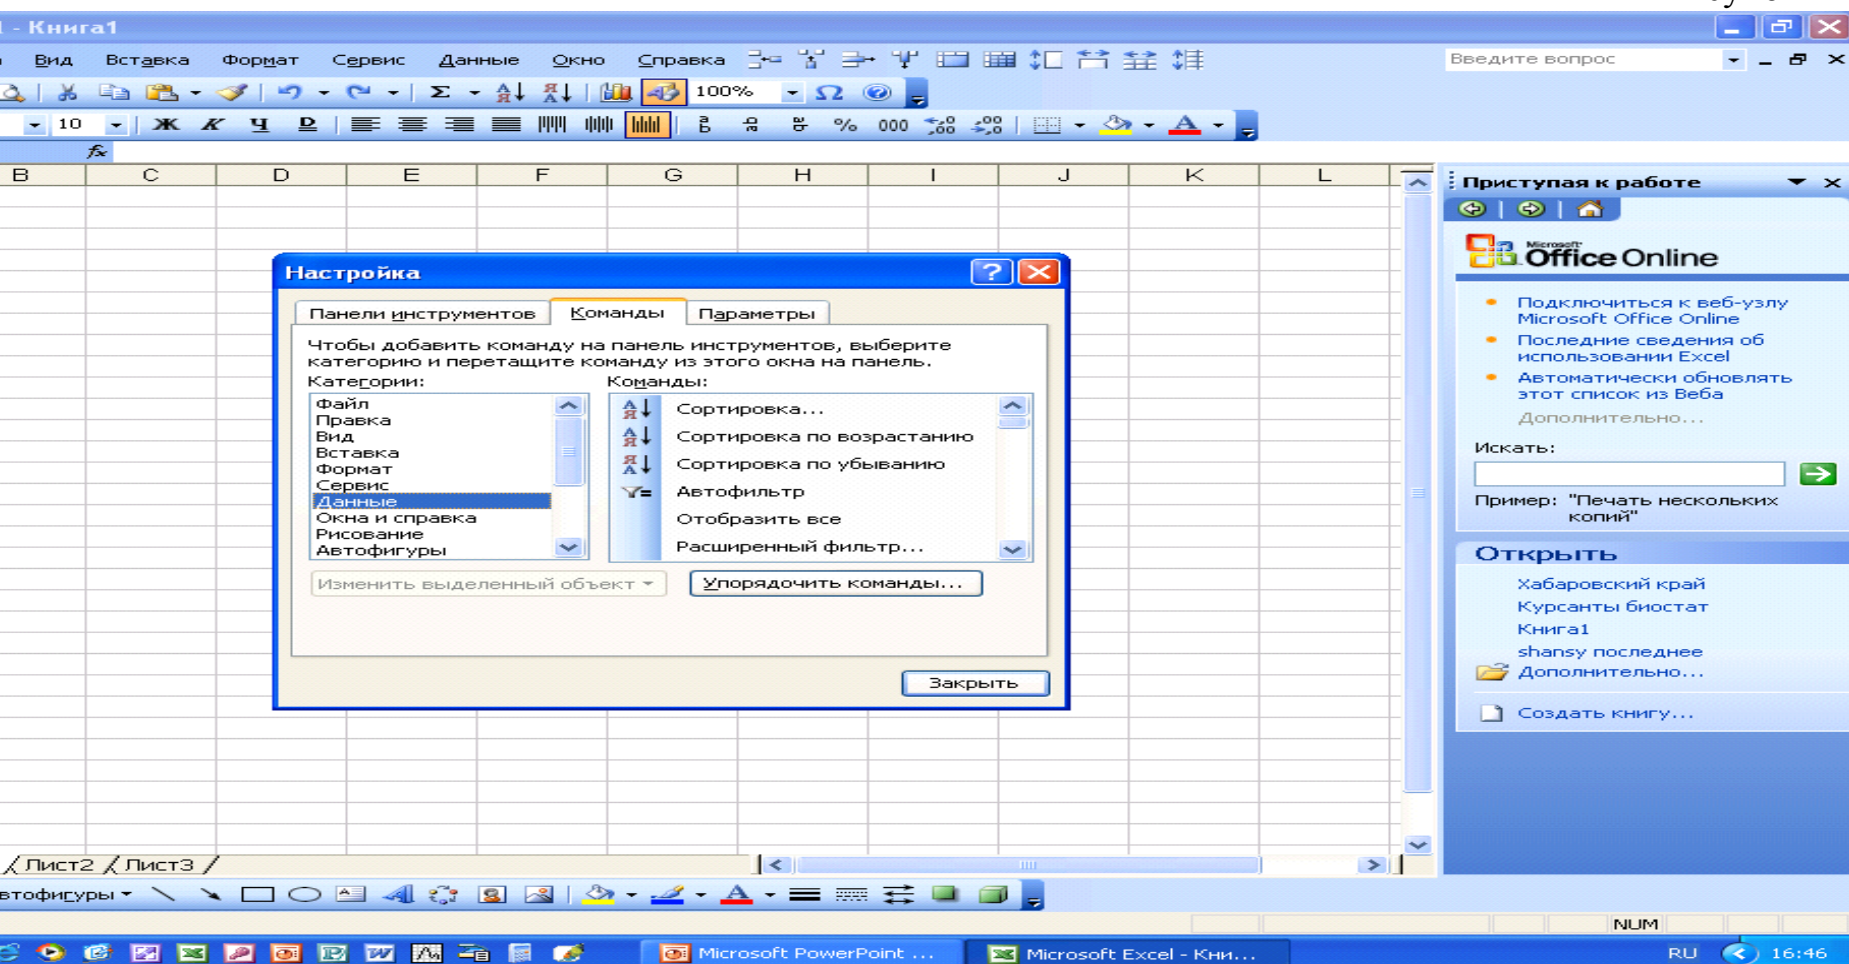 - Книга1
Вид Вставка Формат Сервис Данные Окно Справка Введите вопрос
Σ 100% Ω
10 Ж К Ч D % 000
fx
B C D E F G H I J K L
Приступая к работе
Microsoft
Office Online
Подключиться к веб-узлу
Microsoft Office Online
Последние сведения об
использовании Excel
Автоматически обновлять
этот список из Веба
Дополнительно...
Искать:
Пример: "Печать нескольких
копий"
Открыть
Хабаровский край
Курсанты биостат
Книга1
shansy последнее
Дополнительно...
Создать книгу...
Настройка
Панели инструментов Команды Параметры
Чтобы добавить команду на панель инструментов, выберите
категорию и перетащите команду из этого окна на панель.
Категории: Команды:
Файл
Правка
Вид
Вставка
Формат
Сервис
Данные
Окна и справка
Рисование
Автофигуры
Сортировка...
Сортировка по возрастанию
Сортировка по убыванию
Автофильтр
Отобразить все
Расширенный фильтр...
Изменить выделенный объект Упорядочить команды...
Закрыть
Лист2 Лист3
втофигуры
NUM
Microsoft PowerPoint ... Microsoft Excel - Кни... RU 16:46